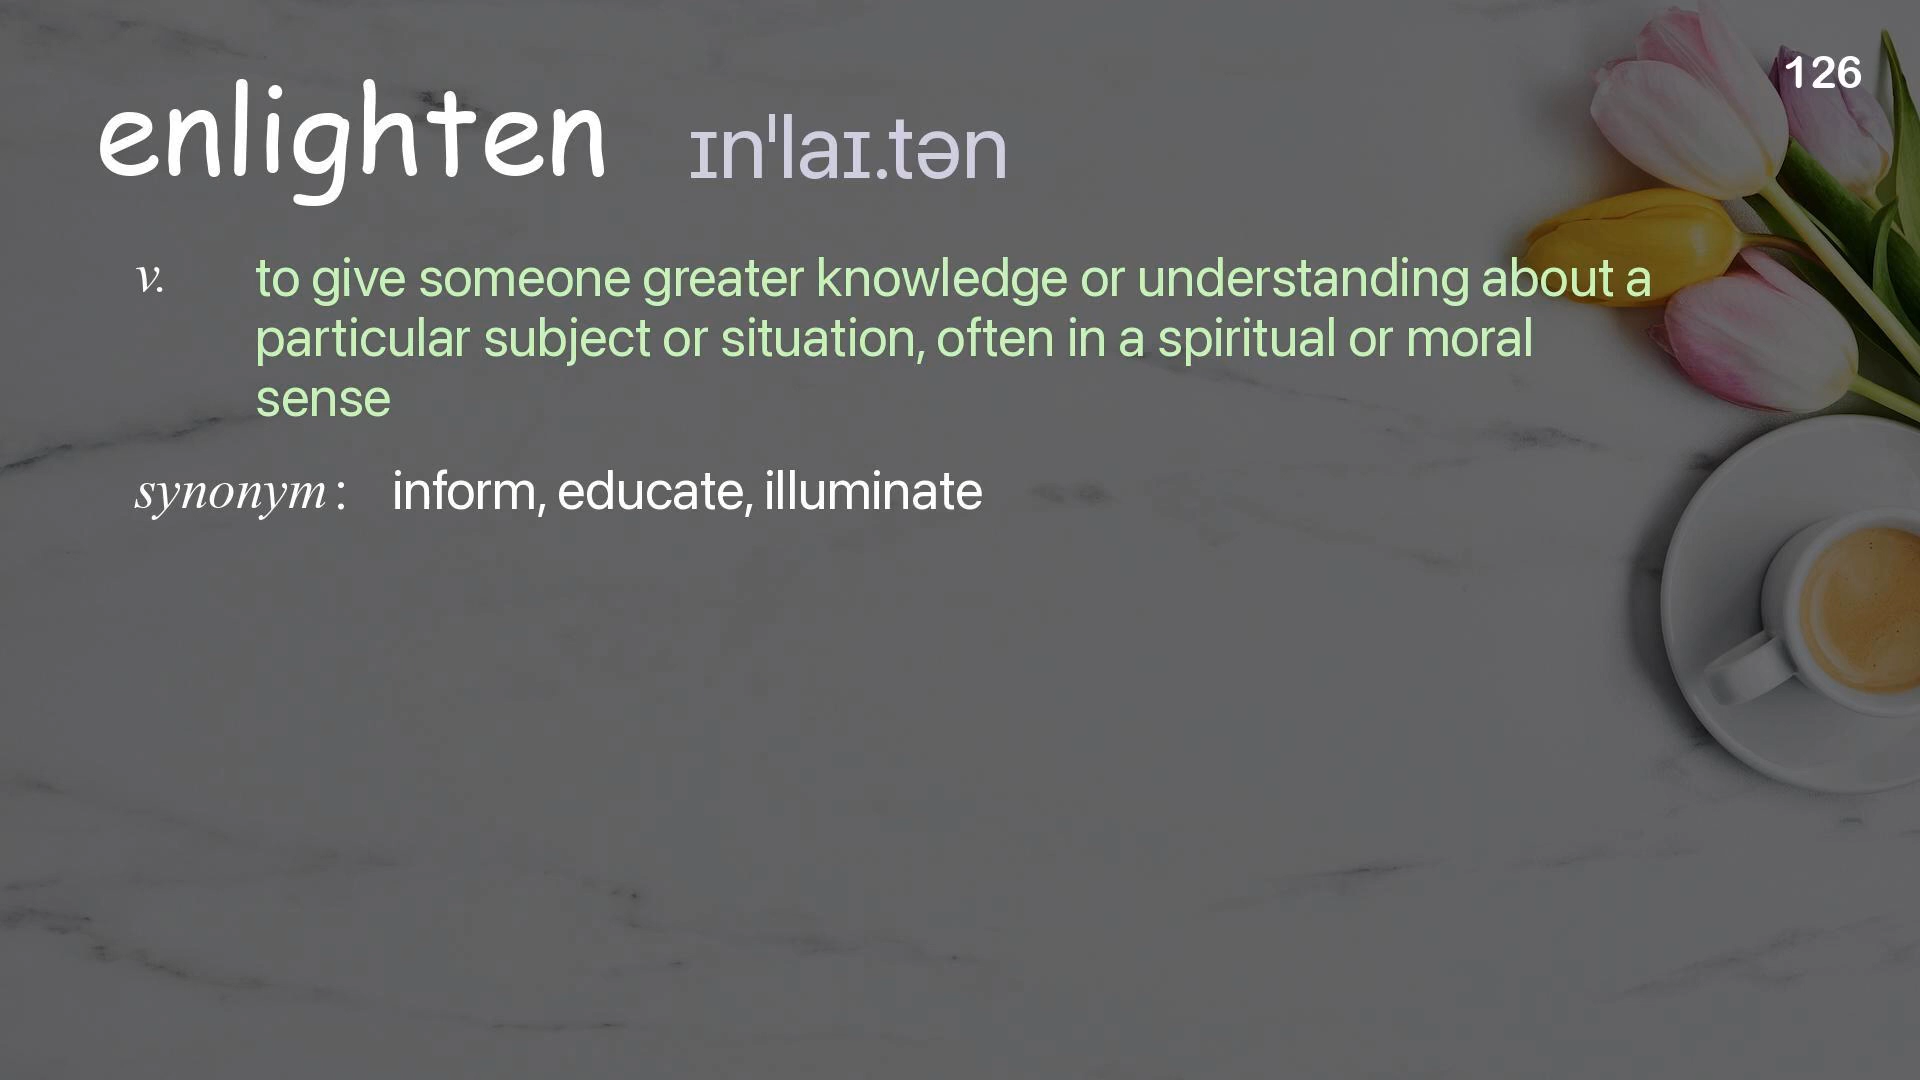 126
enlighten ɪnˈlaɪ.tən
v. to give someone greater knowledge or understanding about a
particular subject or situation, often in a spiritual or moral
sense
synonym: inform, educate, illuminate